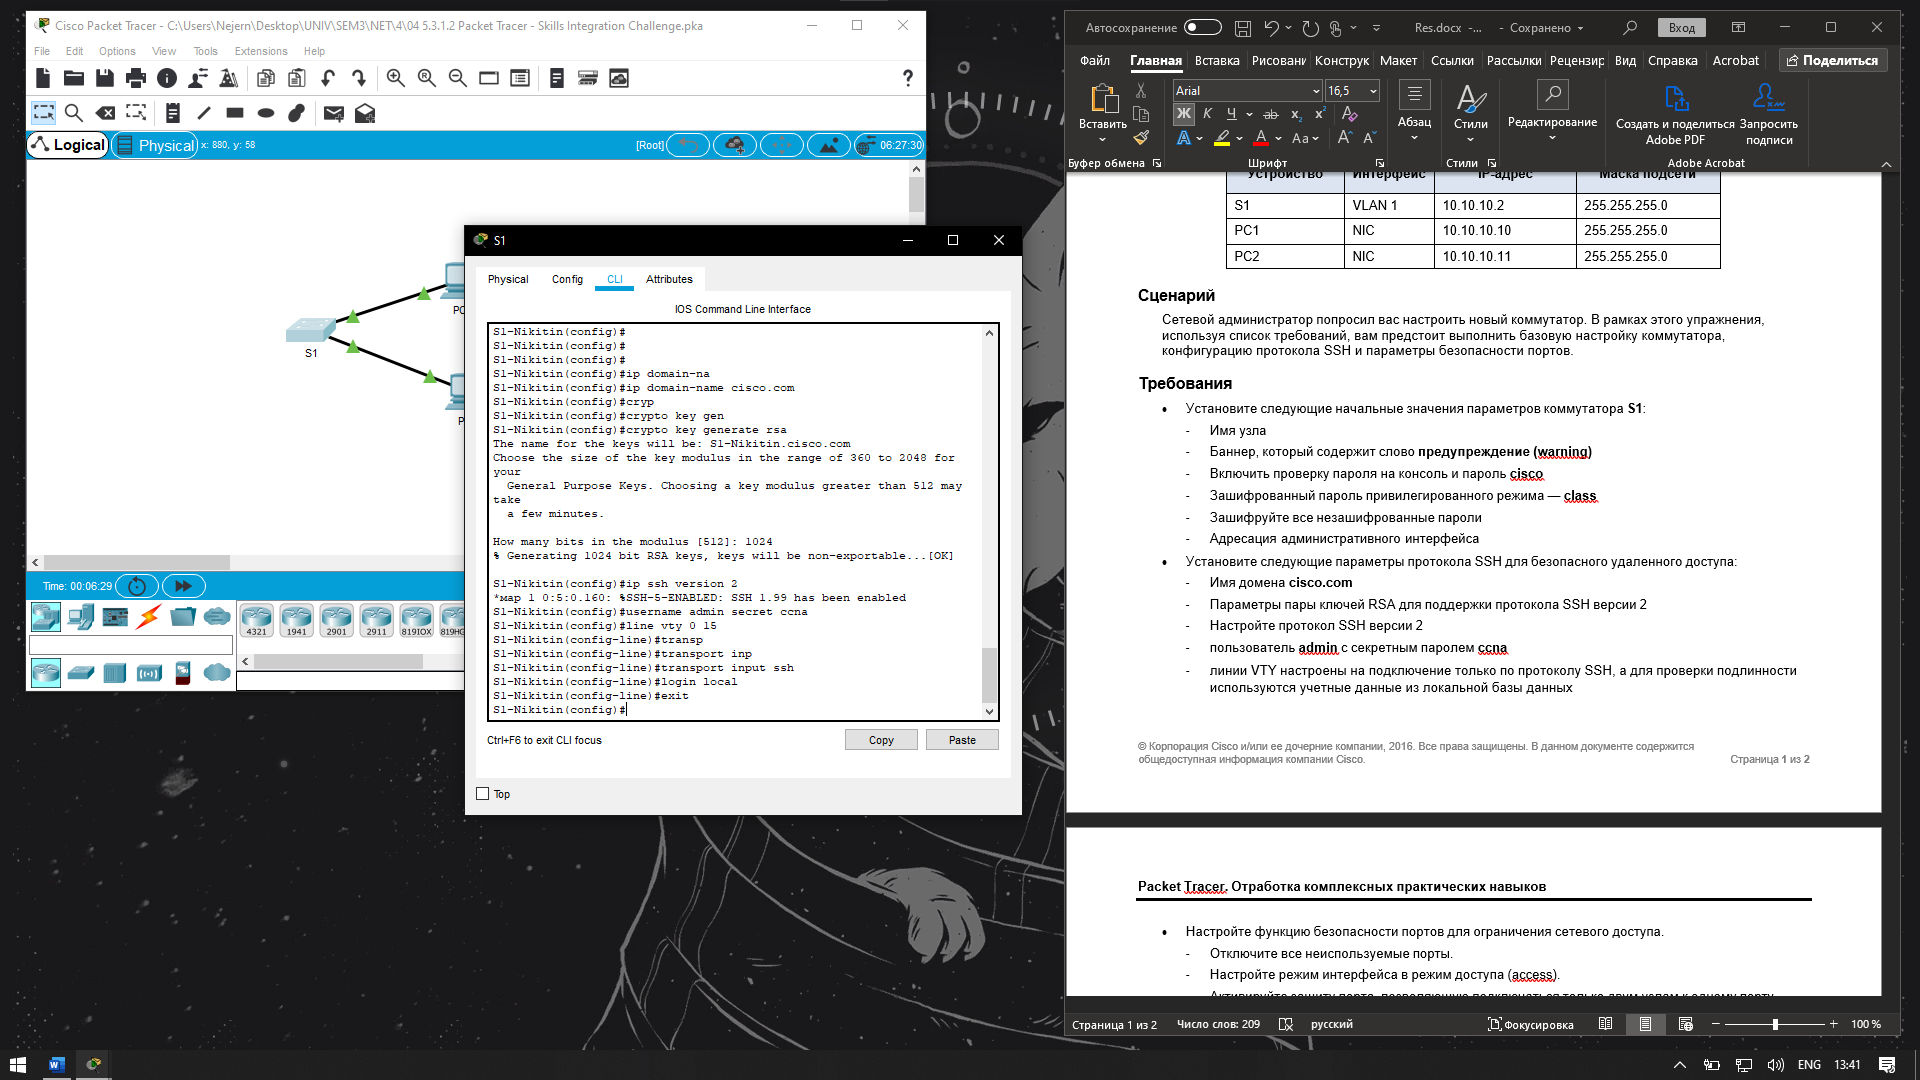 Cisco Packet Tracer - C:\Users\Nejern\Desktop\UNIV\SEM3\NET\4\04 5.3.1.2 Packet Tracer - Skills Integration Challenge.pka
File Edit Options View Tools Extensions Help
Logical
Physical
x: 880, y: 58
[Root]
06:27:30
S1
Time: 00:06:29
4321 1941 2901 2911 819IOX
S1
Physical Config CLI Attributes
IOS Command Line Interface
S1-Nikitin(config)#
S1-Nikitin(config)#
S1-Nikitin(config)#
S1-Nikitin(config)#ip domain-na
S1-Nikitin(config)#ip domain-name cisco.com
S1-Nikitin(config)#cryp
S1-Nikitin(config)#crypto key gen
S1-Nikitin(config)#crypto key generate rsa
The name for the keys will be: S1-Nikitin.cisco.com
Choose the size of the key modulus in the range of 360 to 2048 for
your
General Purpose Keys. Choosing a key modulus greater than 512 may
take
a few minutes.
How many bits in the modulus [512]: 1024
% Generating 1024 bit RSA keys, keys will be non-exportable...[OK]
S1-Nikitin(config)#ip ssh version 2
*мар 1 0:5:0.160: %SSH-5-ENABLED: SSH 1.99 has been enabled
S1-Nikitin(config)#username admin secret ccna
S1-Nikitin(config)#line vty 0 15
S1-Nikitin(config-line)#transp
S1-Nikitin(config-line)#transport inp
S1-Nikitin(config-line)#transport input ssh
S1-Nikitin(config-line)#login local
S1-Nikitin(config-line)#exit
S1-Nikitin(config)#
Ctrl+F6 to exit CLI focus
Copy
Paste
Top
Автосохранение
Res.docx -...
- Сохранено
Вход
Файл Главная Вставка Рисовани Конструк Макет Ссылки Рассылки Рецензир Вид Справка Acrobat
Поделиться
Вставить
Буфер обмена
Arial
16,5
Ж К Ч ab x₂ x²
Aa
Шрифт
Абзац
Стили
Стили
Редактирование
Создать и поделиться Adobe PDF
Запросить подписи
Adobe Acrobat
Устройство Интерфейс IP-адрес Маска подсети
S1 VLAN 1 10.10.10.2 255.255.255.0
PC1 NIC 10.10.10.10 255.255.255.0
PC2 NIC 10.10.10.11 255.255.255.0
Сценарий
Сетевой администратор попросил вас настроить новый коммутатор. В рамках этого упражнения,
используя список требований, вам предстоит выполнить базовую настройку коммутатора,
конфигурацию протокола SSH и параметры безопасности портов.
Требования
• Установите следующие начальные значения параметров коммутатора S1:
- Имя узла
- Баннер, который содержит слово предупреждение (warning)
- Включить проверку пароля на консоль и пароль cisco
- Зашифрованный пароль привилегированного режима — class
- Зашифруйте все незашифрованные пароли
- Адресация административного интерфейса
• Установите следующие параметры протокола SSH для безопасного удаленного доступа:
- Имя домена cisco.com
- Параметры пары ключей RSA для поддержки протокола SSH версии 2
- Настройте протокол SSH версии 2
- пользователь admin с секретным паролем ccna
- линии VTY настроены на подключение только по протоколу SSH, а для проверки подлинности
используются учетные данные из локальной базы данных
© Корпорация Cisco и/или ее дочерние компании, 2016. Все права защищены. В данном документе содержится
общедоступная информация компании Cisco.
Страница 1 из 2
Packet Tracer. Отработка комплексных практических навыков
• Настройте функцию безопасности портов для ограничения сетевого доступа.
- Отключите все неиспользуемые порты.
- Настройте режим интерфейса в режим доступа (access).
Страница 1 из 2
Число слов: 209
русский
Фокусировка
100 %
ENG
13:41